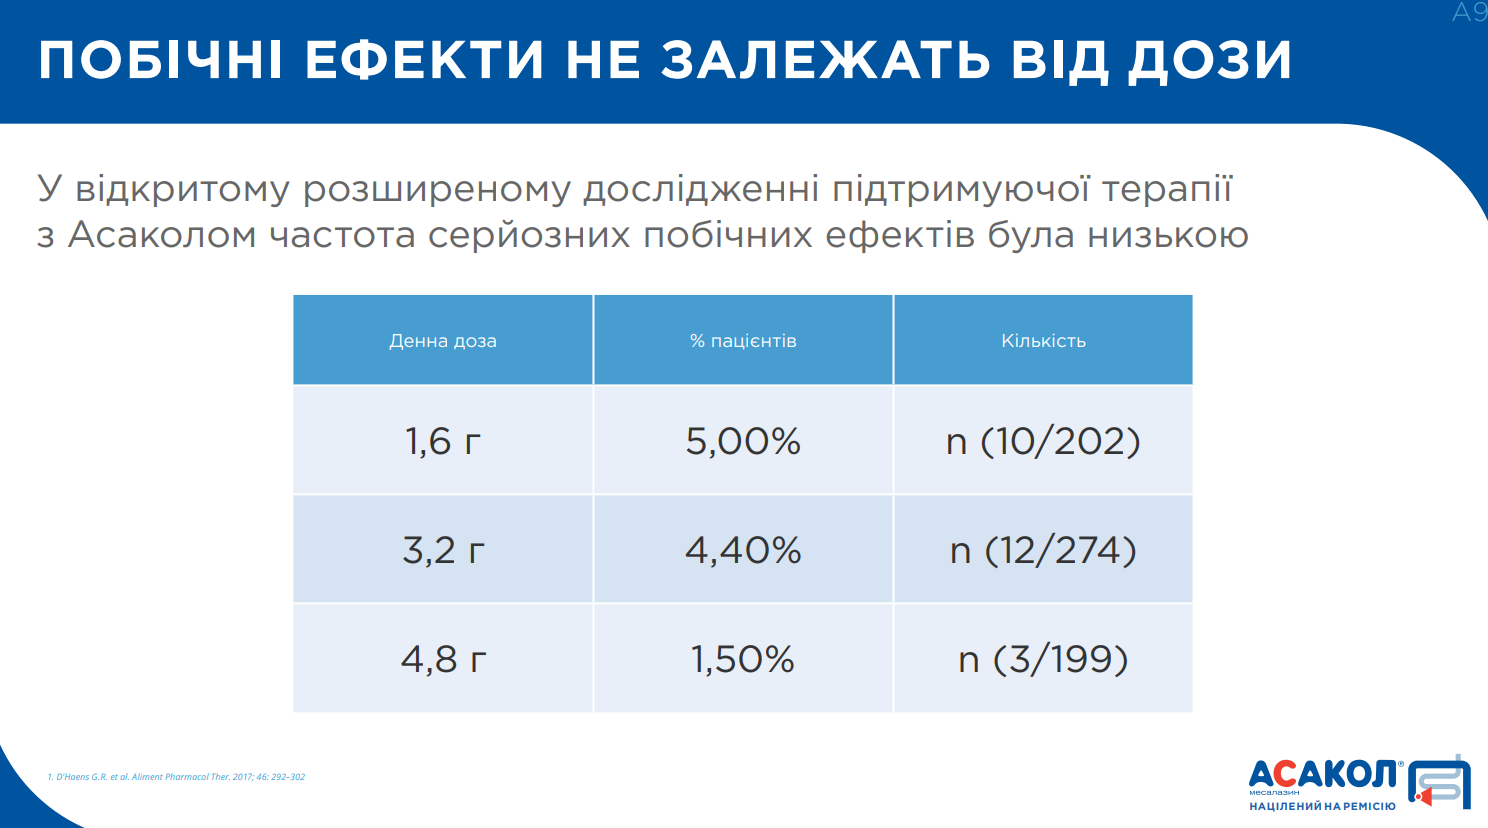 A9
ПОБІЧНІ ЕФЕКТИ НЕ ЗАЛЕЖАТЬ ВІД ДОЗИ
У відкритому розширеному дослідженні підтримуючої терапії
з Асаколом частота серйозних побічних ефектів була низькою
Денна доза % пацієнтів Кількість
1,6 г 5,00% n (10/202)
3,2 г 4,40% n (12/274)
4,8 г 1,50% n (3/199)
1. D'Haens G.R. et al. Aliment Pharmacol Ther. 2017; 46: 292–302
АСАКОЛ®
месалазин
НАЦІЛЕНИЙ НА РЕМІСІЮ